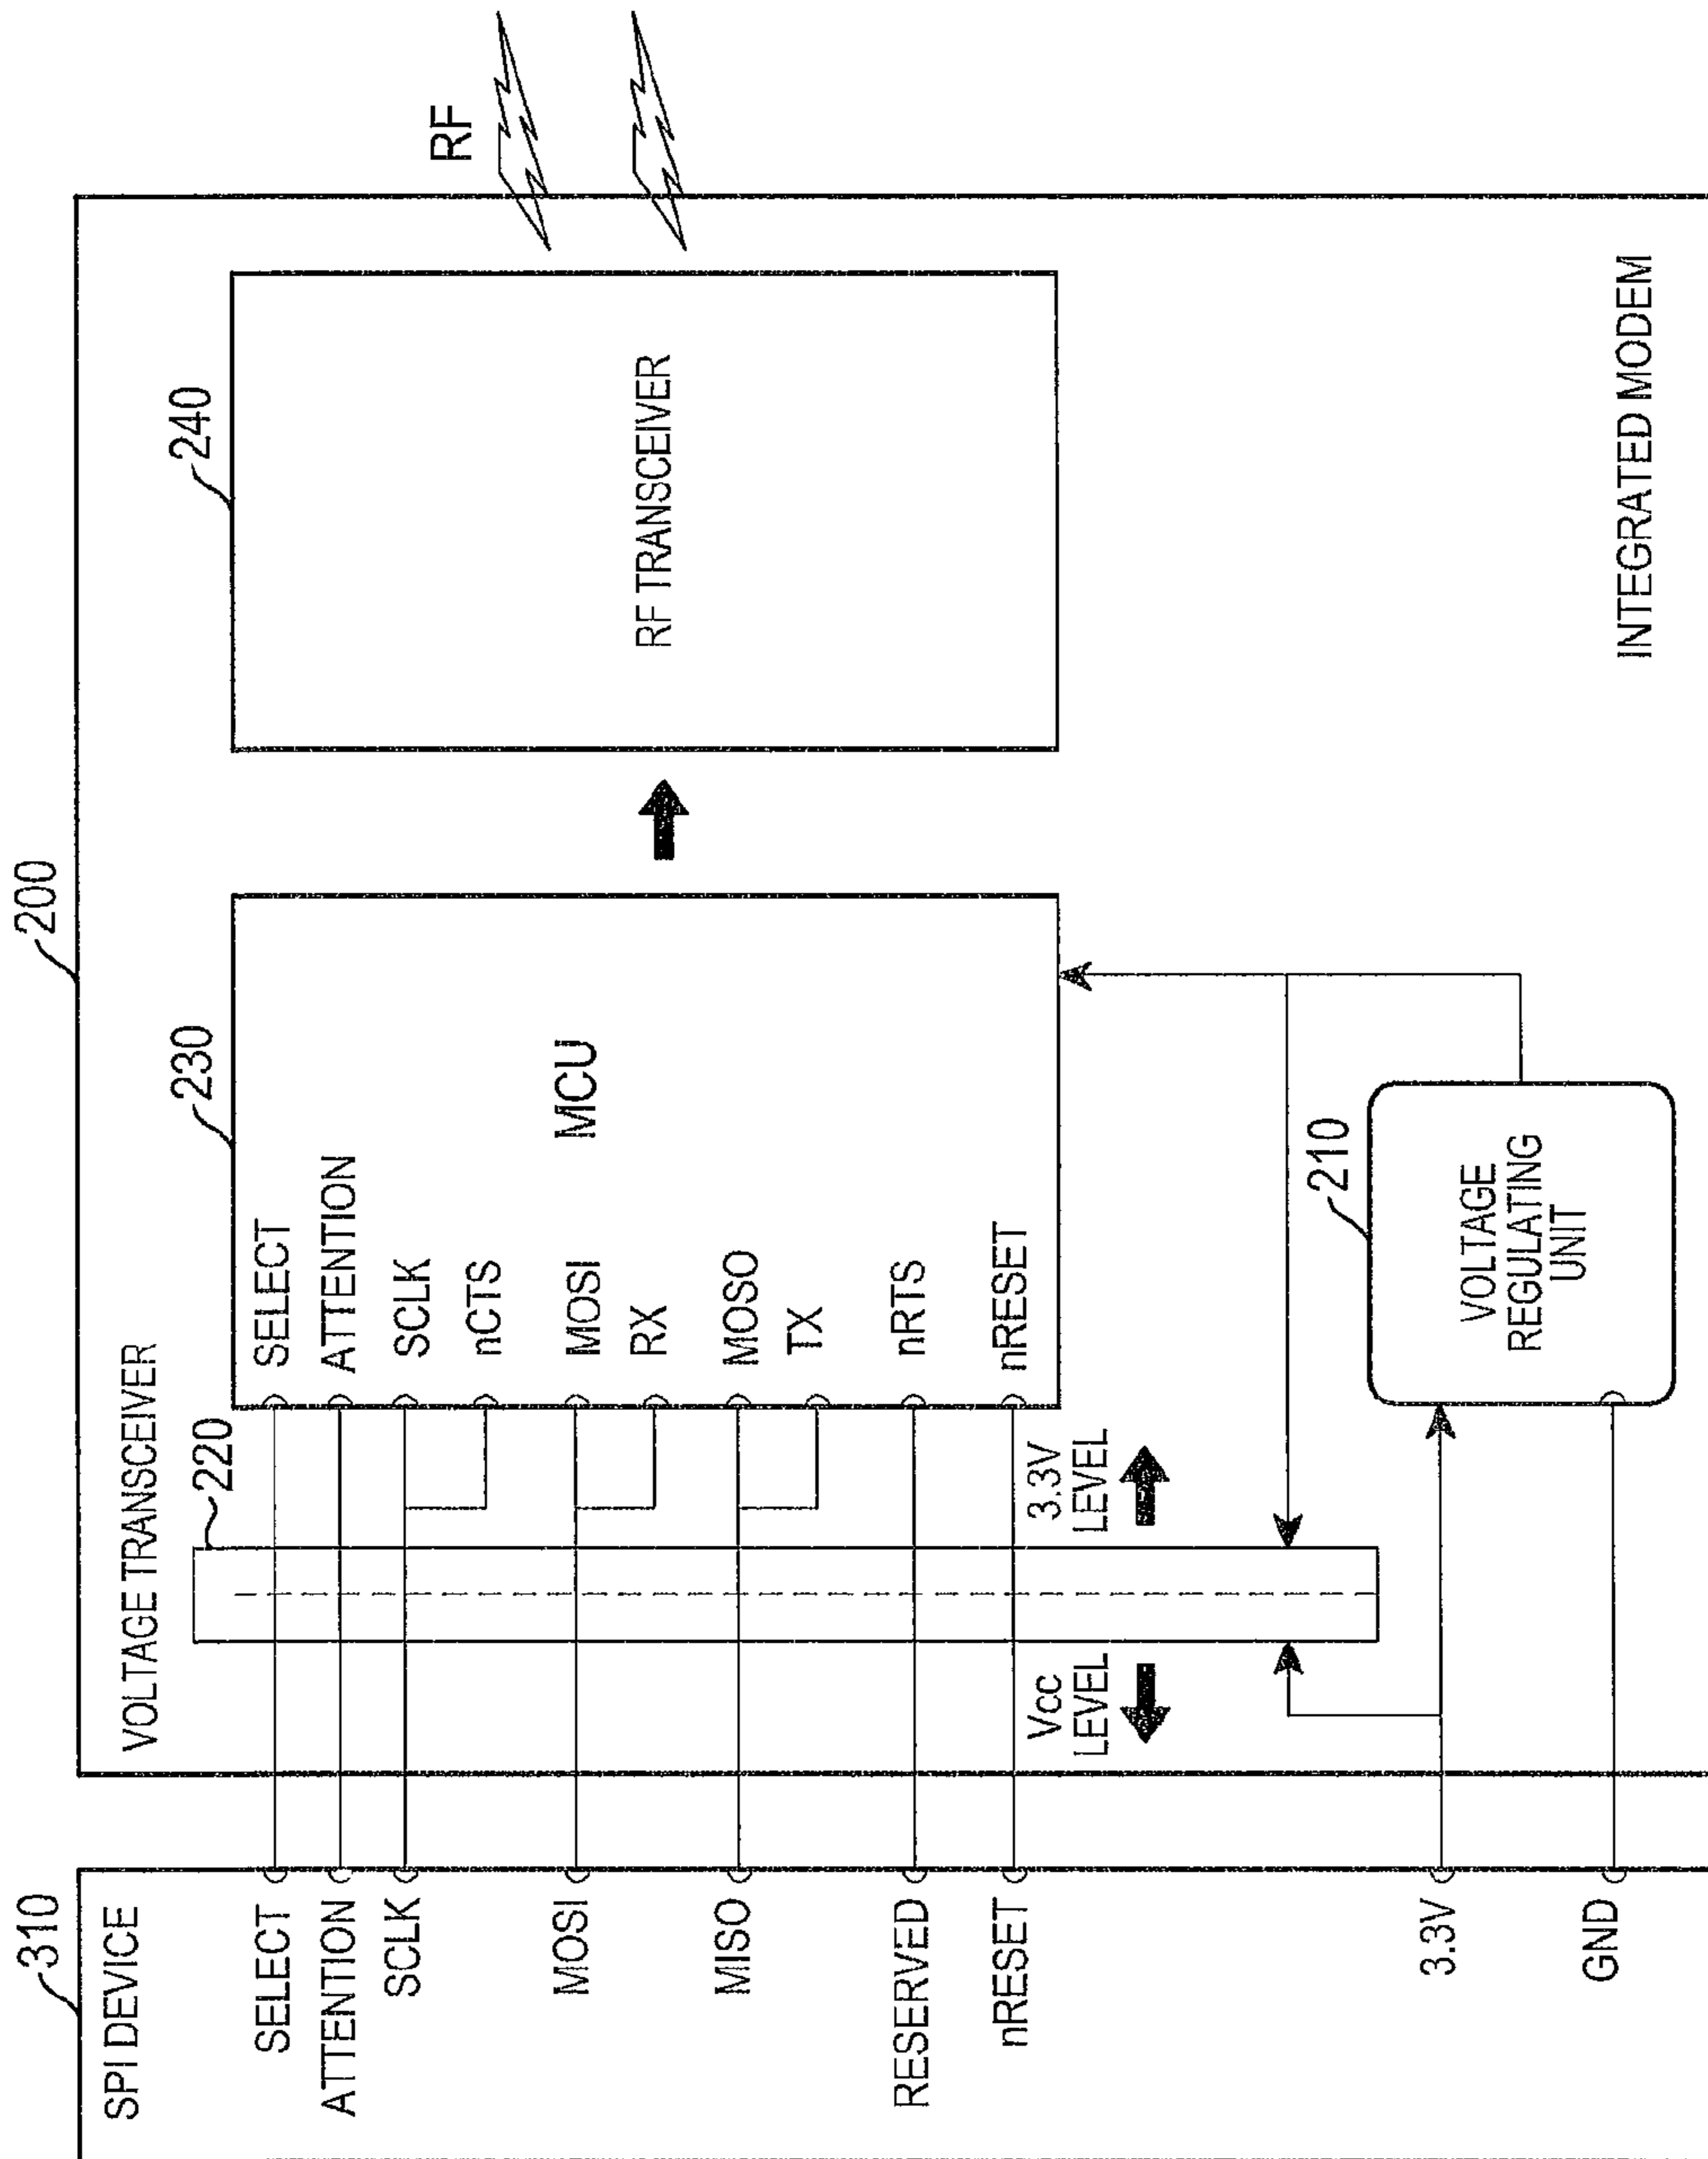 310
SPI DEVICE
SELECT
ATTENTION
SCLK
MOSI
MISO
RESERVED
nRESET
3.3V
GND
200
VOLTAGE TRANSCEIVER
220
Vcc
LEVEL
3.3V
LEVEL
230
SELECT
ATTENTION
SCLK
nCTS
MOSI
RX
MOSO
TX
nRTS
nRESET
MCU
210
VOLTAGE
REGULATING
UNIT
240
RF TRANSCEIVER
RF
INTEGRATED MODEM